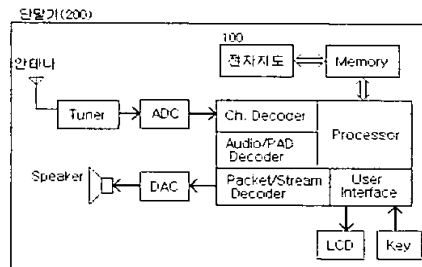 단말기(200)
100
안테나
전자지도
Memory
Tuner
ADC
Ch. Decoder
Processor
Audio/PAD
Decoder
Speaker
DAC
Packet/Stream
Decoder
User
Interface
LCD
Key